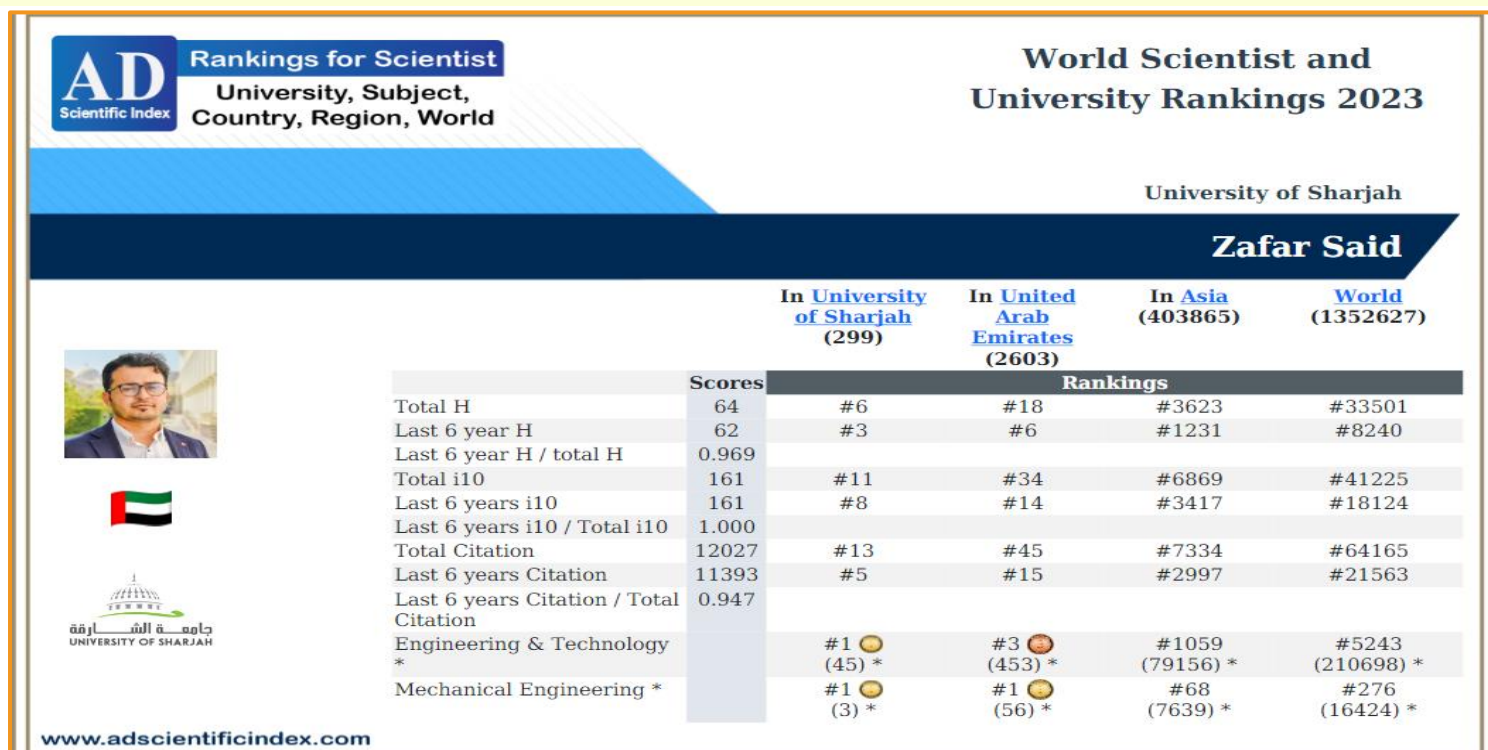 AD
Scientific Index
Rankings for Scientist
University, Subject,
Country, Region, World
World Scientist and
University Rankings 2023
University of Sharjah
Zafar Said
In University of Sharjah (299) In United Arab Emirates (2603) In Asia (403865) World (1352627)
Scores Rankings
Total H 64 #6 #18 #3623 #33501
Last 6 year H 62 #3 #6 #1231 #8240
Last 6 year H / total H 0.969
Total i10 161 #11 #34 #6869 #41225
Last 6 years i10 161 #8 #14 #3417 #18124
Last 6 years i10 / Total i10 1.000
Total Citation 12027 #13 #45 #7334 #64165
Last 6 years Citation 11393 #5 #15 #2997 #21563
Last 6 years Citation / Total 0.947
Citation
Engineering & Technology #1 #3 #1059 #5243
* (45) * (453) * (79156) * (210698) *
Mechanical Engineering * #1 #1 #68 #276
(3) * (56) * (7639) * (16424) *
جامعة الشارقة
UNIVERSITY OF SHARJAH
www.adscientificindex.com